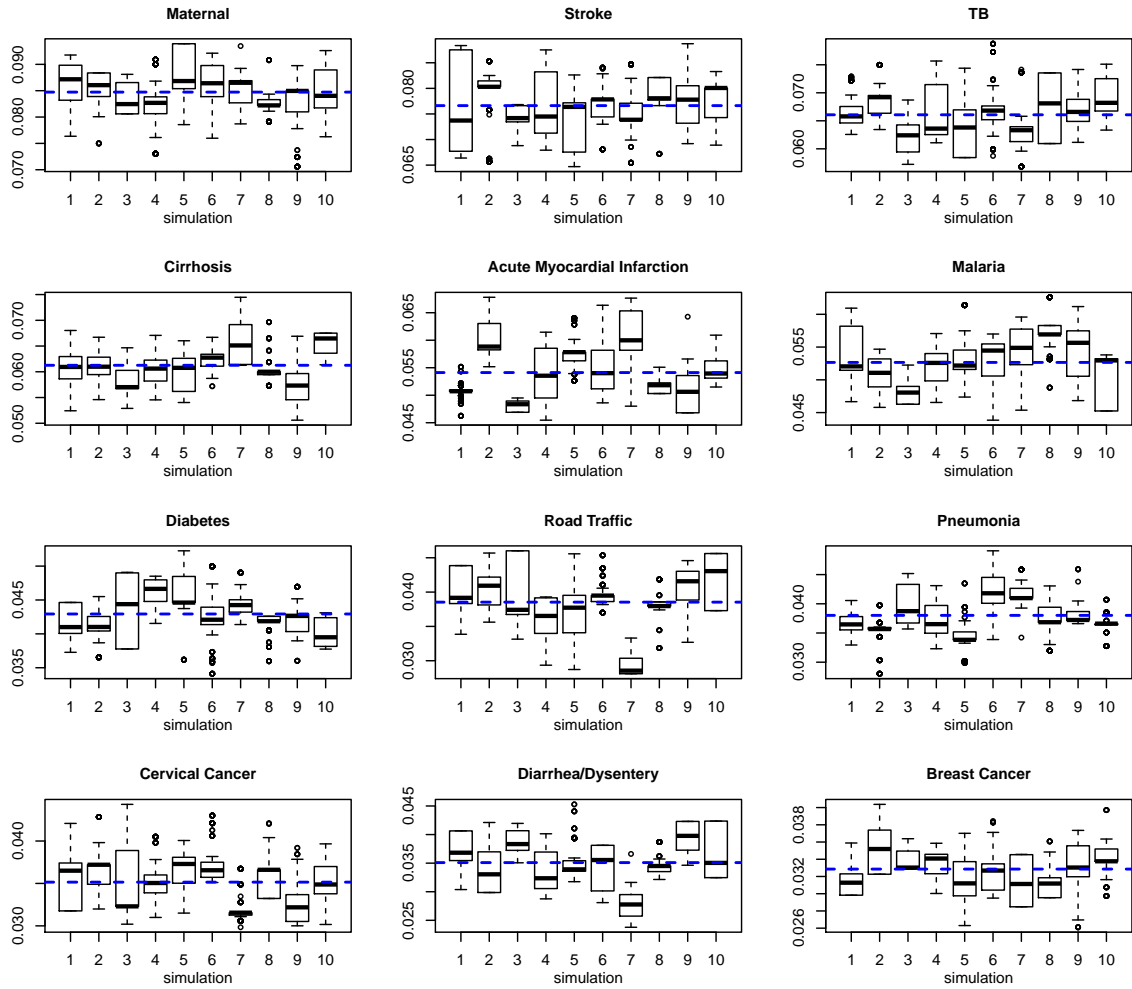 Maternal
0.070 0.080 0.090
1 2 3 4 5 6 7 8 9 10
simulation
Stroke
0.065 0.080
1 2 3 4 5 6 7 8 9 10
simulation
TB
0.060 0.070
1 2 3 4 5 6 7 8 9 10
simulation
Cirrhosis
0.050 0.060 0.070
1 2 3 4 5 6 7 8 9 10
simulation
Acute Myocardial Infarction
0.045 0.055 0.065
1 2 3 4 5 6 7 8 9 10
simulation
Malaria
0.045 0.055
1 2 3 4 5 6 7 8 9 10
simulation
Diabetes
0.035 0.045
1 2 3 4 5 6 7 8 9 10
simulation
Road Traffic
0.030 0.040
1 2 3 4 5 6 7 8 9 10
simulation
Pneumonia
0.030 0.040
1 2 3 4 5 6 7 8 9 10
simulation
Cervical Cancer
0.030 0.040
1 2 3 4 5 6 7 8 9 10
simulation
Diarrhea/Dysentery
0.025 0.035 0.045
1 2 3 4 5 6 7 8 9 10
simulation
Breast Cancer
0.026 0.032 0.038
1 2 3 4 5 6 7 8 9 10
simulation